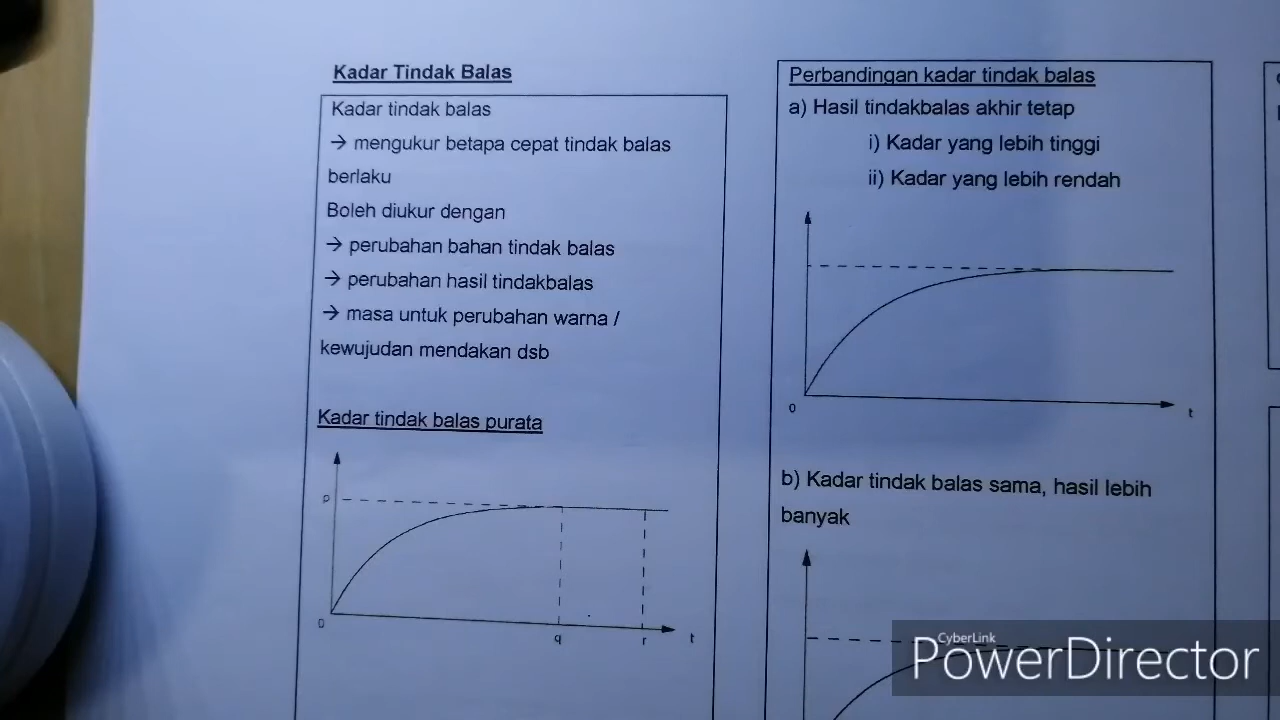 Kadar Tindak Balas
Kadar tindak balas
→ mengukur betapa cepat tindak balas
berlaku
Boleh diukur dengan
→ perubahan bahan tindak balas
→ perubahan hasil tindakbalas
→ masa untuk perubahan warna /
kewujudan mendakan dsb
Kadar tindak balas purata
p
0
q
r
t
Perbandingan kadar tindak balas
a) Hasil tindakbalas akhir tetap
i) Kadar yang lebih tinggi
ii) Kadar yang lebih rendah
0
t
b) Kadar tindak balas sama, hasil lebih
banyak
CyberLink
PowerDirector